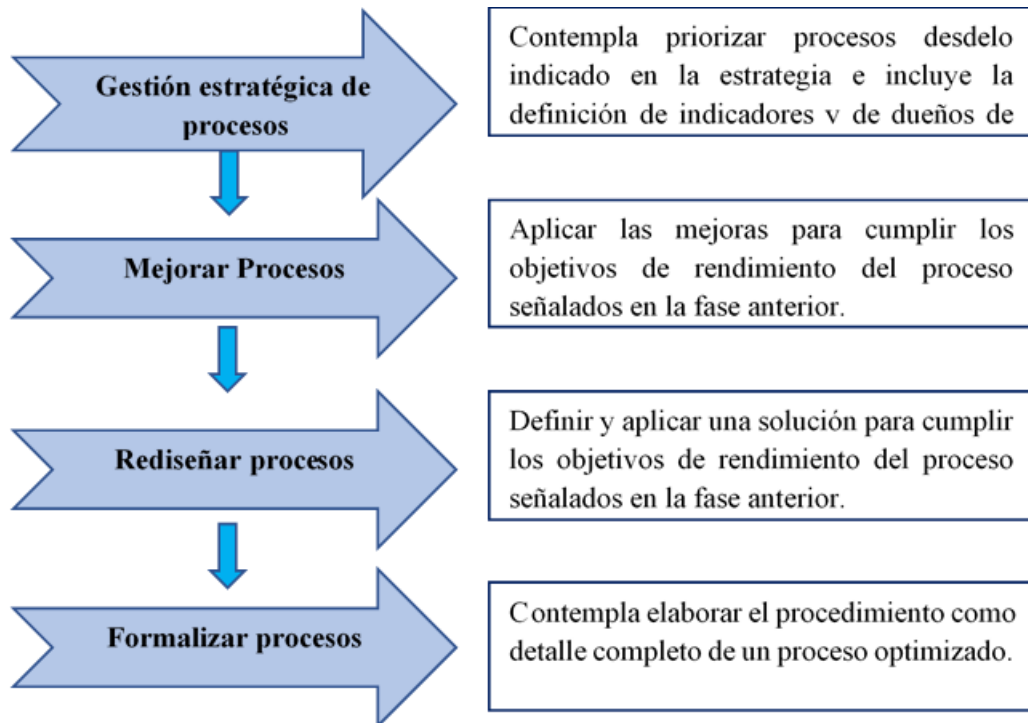 Gestión estratégica de
procesos
Contempla priorizar procesos desdelo
indicado en la estrategia e incluye la
definición de indicadores y de dueños de
Mejorar Procesos
Aplicar las mejoras para cumplir los
objetivos de rendimiento del proceso
señalados en la fase anterior.
Rediseñar procesos
Definir y aplicar una solución para cumplir
los objetivos de rendimiento del proceso
señalados en la fase anterior.
Formalizar procesos
Contempla elaborar el procedimiento como
detalle completo de un proceso optimizado.